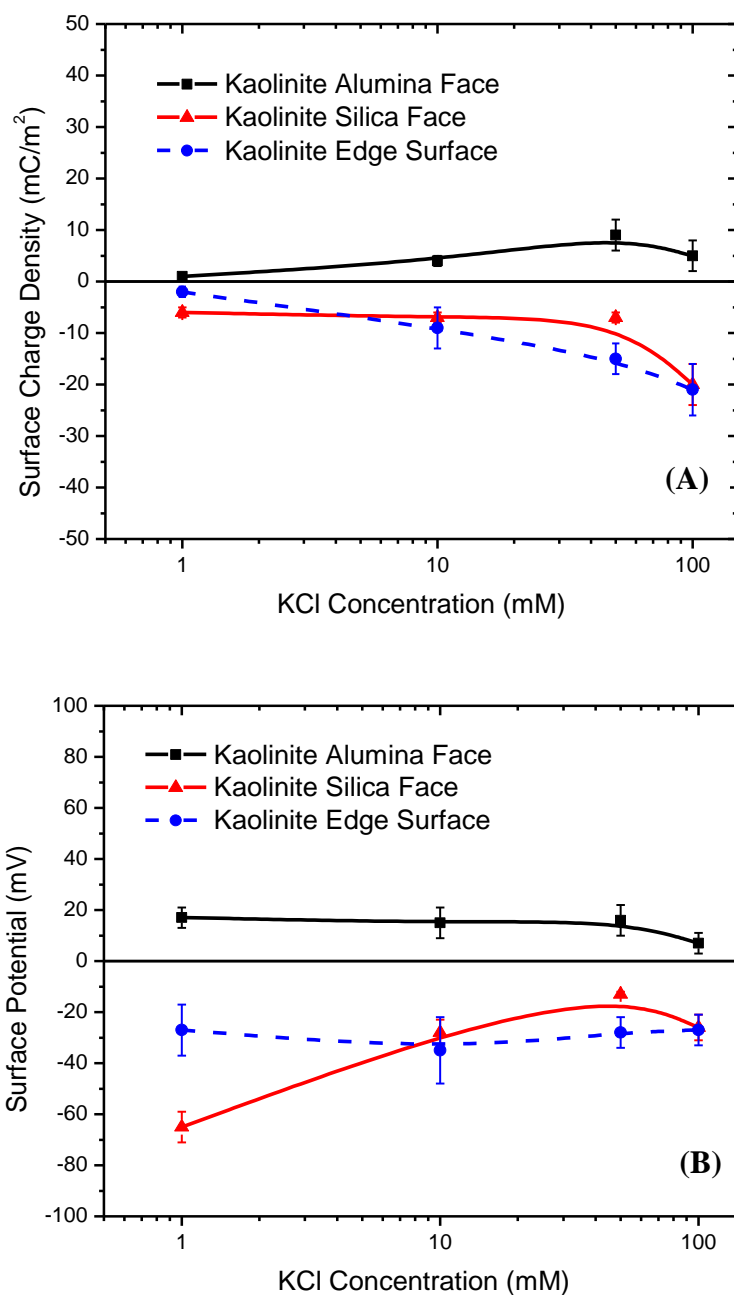 50
40
30
20
10
0
-10
-20
-30
-40
-50
Surface Charge Density (mC/m²)
Kaolinite Alumina Face
Kaolinite Silica Face
Kaolinite Edge Surface
(A)
1 10 100
KCl Concentration (mM)
100
80
60
40
20
0
-20
-40
-60
-80
-100
Surface Potential (mV)
Kaolinite Alumina Face
Kaolinite Silica Face
Kaolinite Edge Surface
(B)
1 10 100
KCl Concentration (mM)